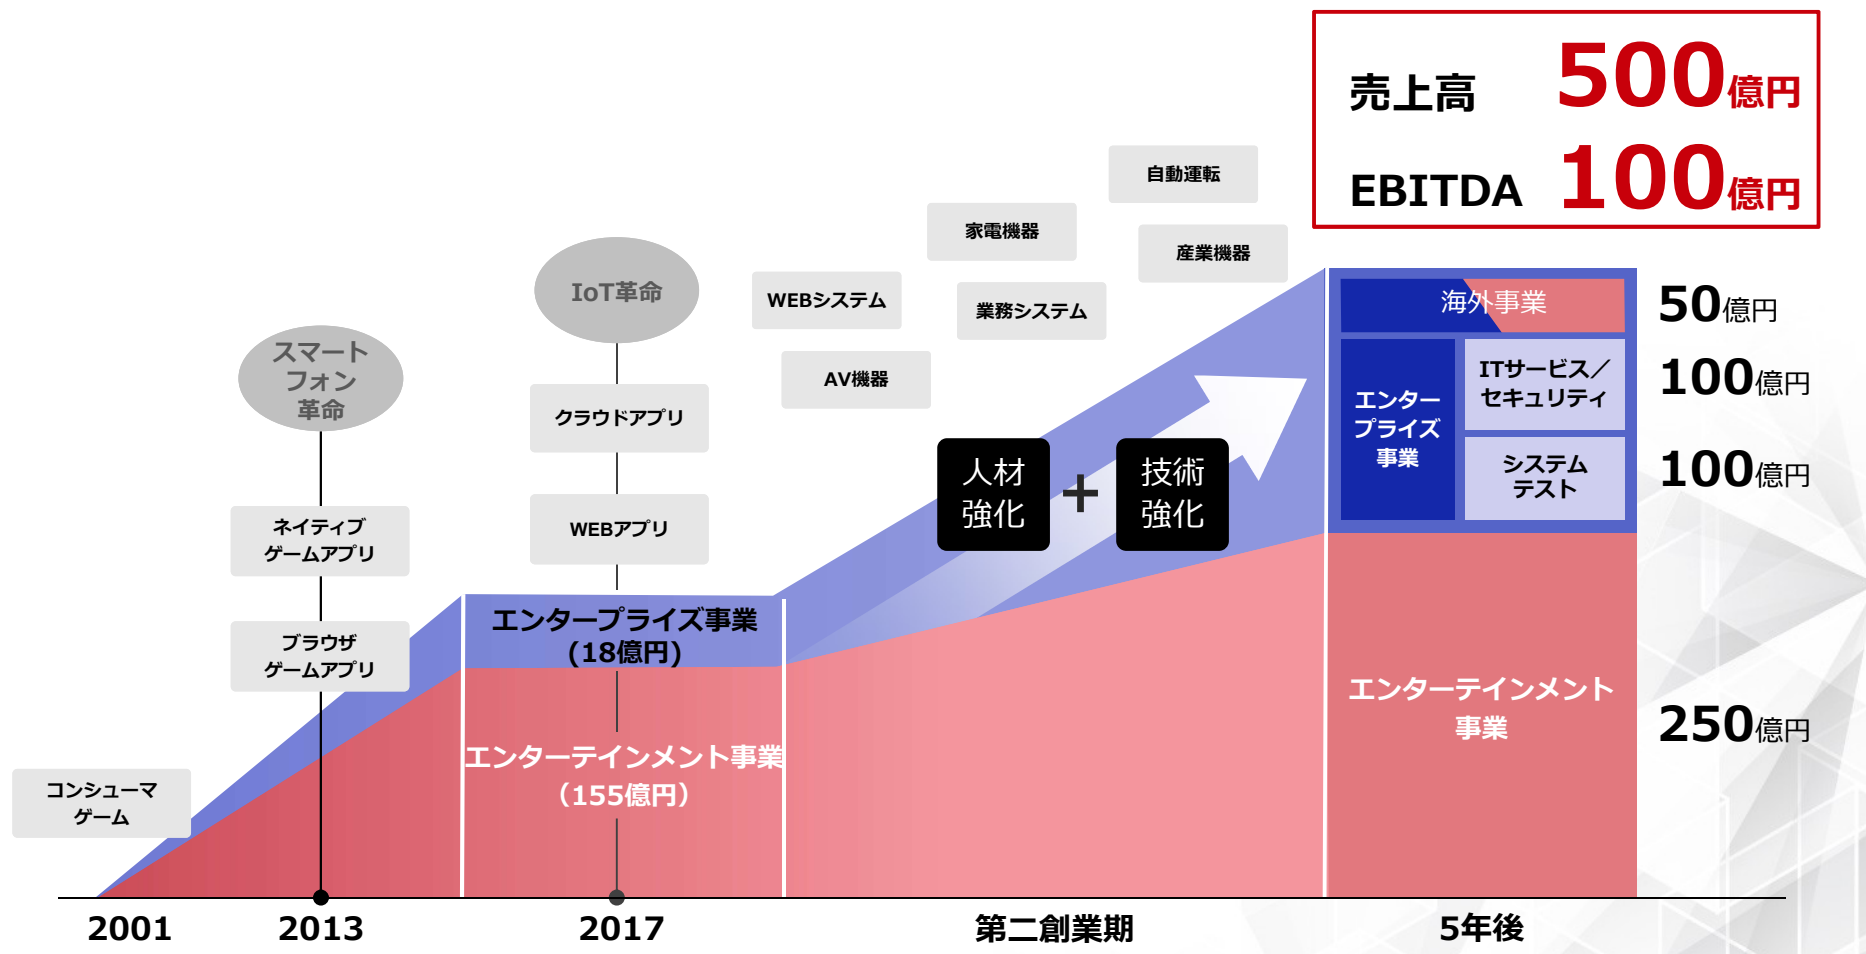 売上高 500億円
EBITDA 100億円
自動運転
家電機器
産業機器
IoT革命
WEBシステム
業務システム
スマート
フォン
革命
AV機器
クラウドアプリ
WEBアプリ
ネイティブ
ゲームアプリ
ブラウザ
ゲームアプリ
コンシューマ
ゲーム
人材
強化
+
技術
強化
エンタープライズ事業
(18億円)
エンターテインメント事業
（155億円）
海外事業
50億円
エンター
プライズ
事業
ITサービス／
セキュリティ
100億円
システム
テスト
100億円
エンターテインメント
事業
250億円
2001
2013
2017
第二創業期
5年後